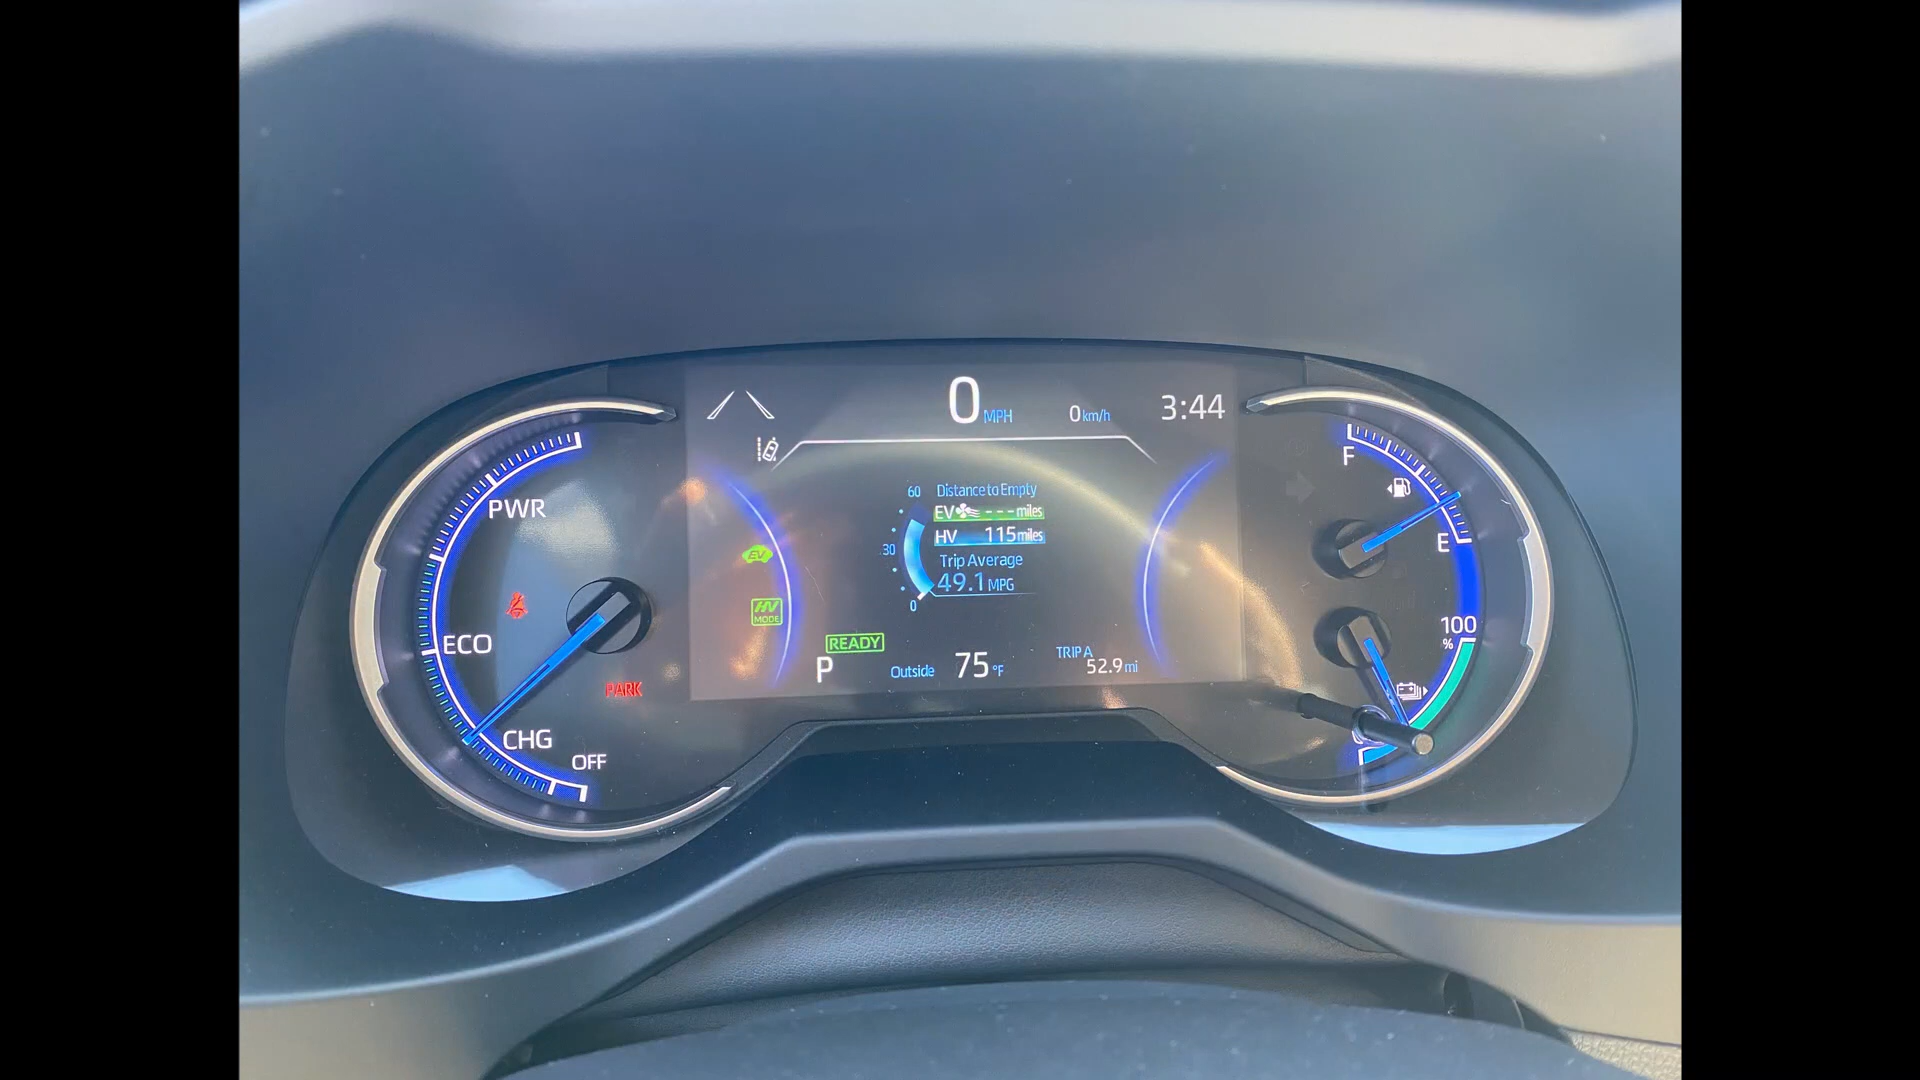 0 MPH
0 km/h
3:44
PWR
ECO
CHG
OFF
PARK
EV
HV
MODE
60
30
0
Distance to Empty
EV --- miles
HV 115 miles
Trip Average
49.1 MPG
READY
P
Outside 75 °F
TRIP A
52.9 mi
F
E
100
%